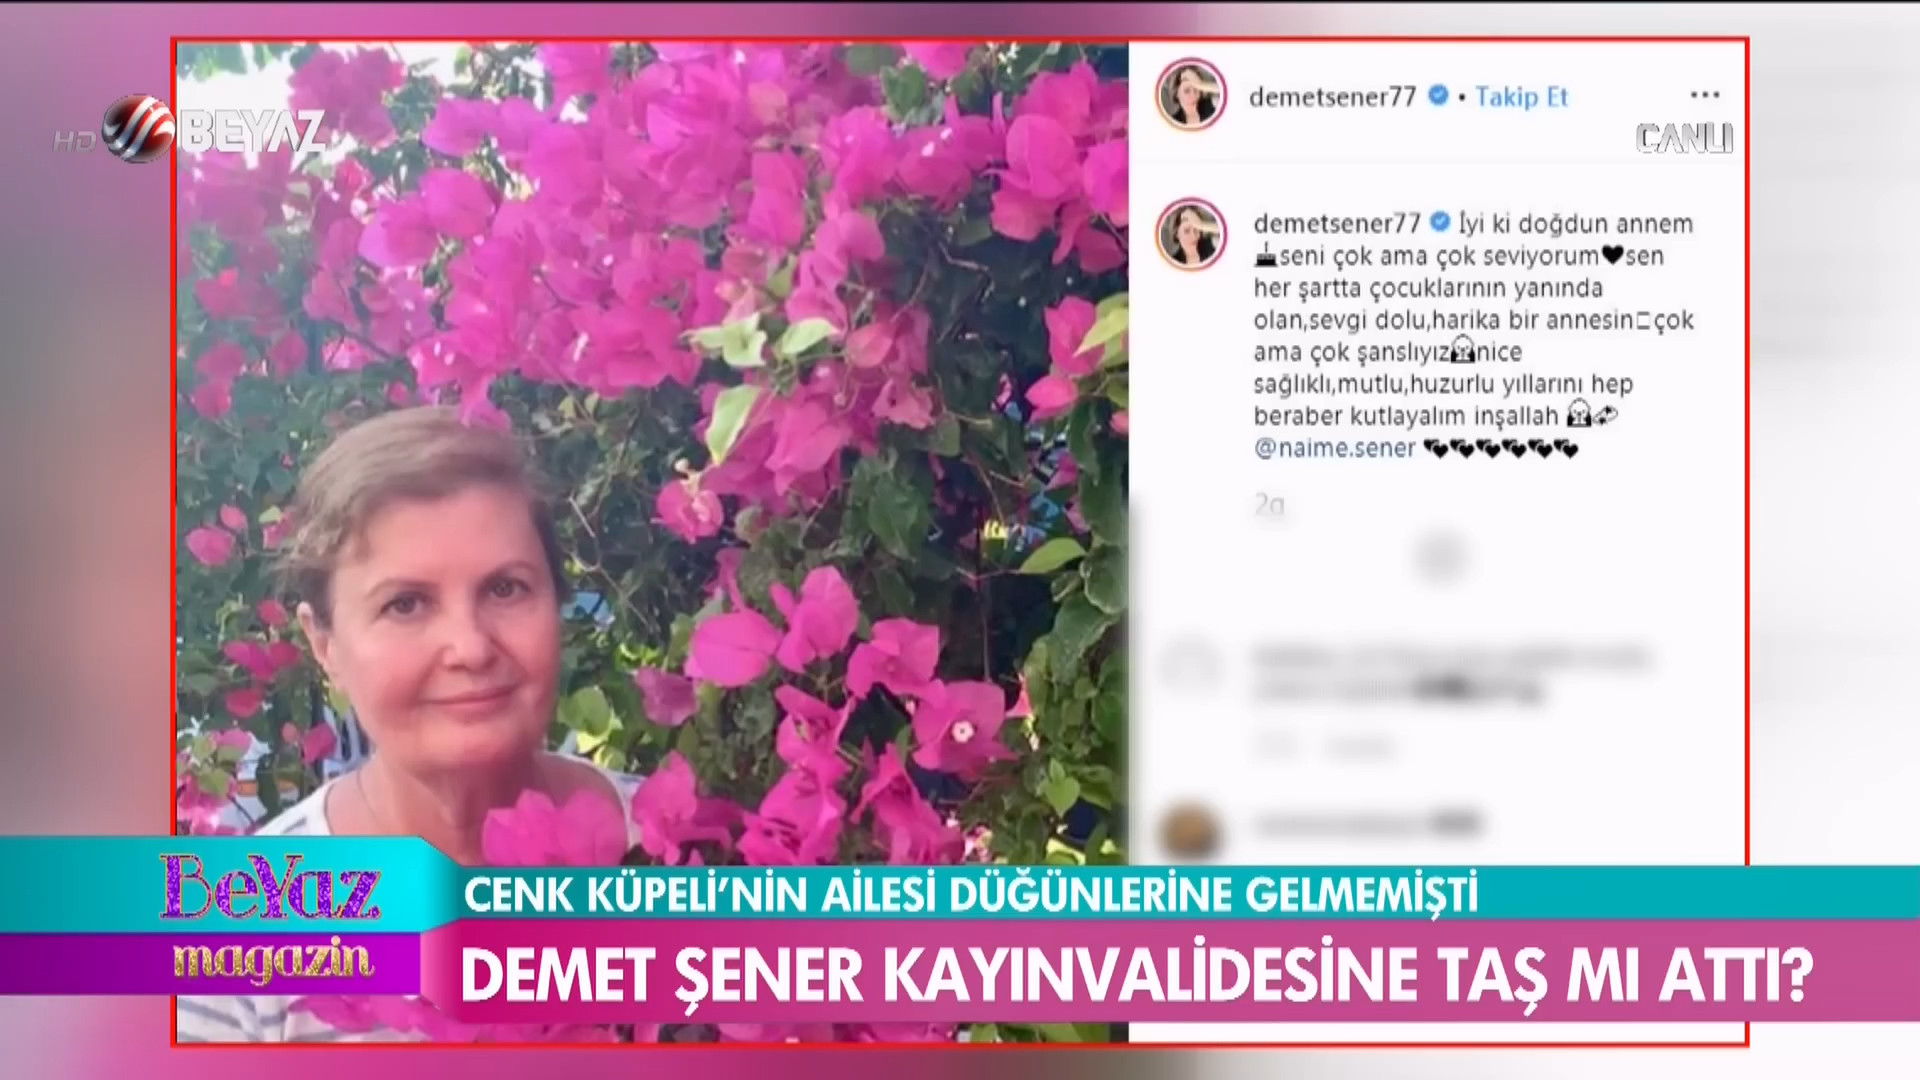 HD BEYAZ
demetsener77 • Takip Et
CANLI
demetsener77 İyi ki doğdun annem
seni çok ama çok seviyorum sen
her şartta çocuklarının yanında
olan,sevgi dolu,harika bir annesin çok
ama çok şanslıyız nice
sağlıklı,mutlu,huzurlu yıllarını hep
beraber kutlayalım inşallah
@naime.sener
2g
BeYaz
magazin
CENK KÜPELİ'NİN AİLESİ DÜĞÜNLERİNE GELMEMİŞTİ
DEMET ŞENER KAYINVALİDESİNE TAŞ MI ATTI?